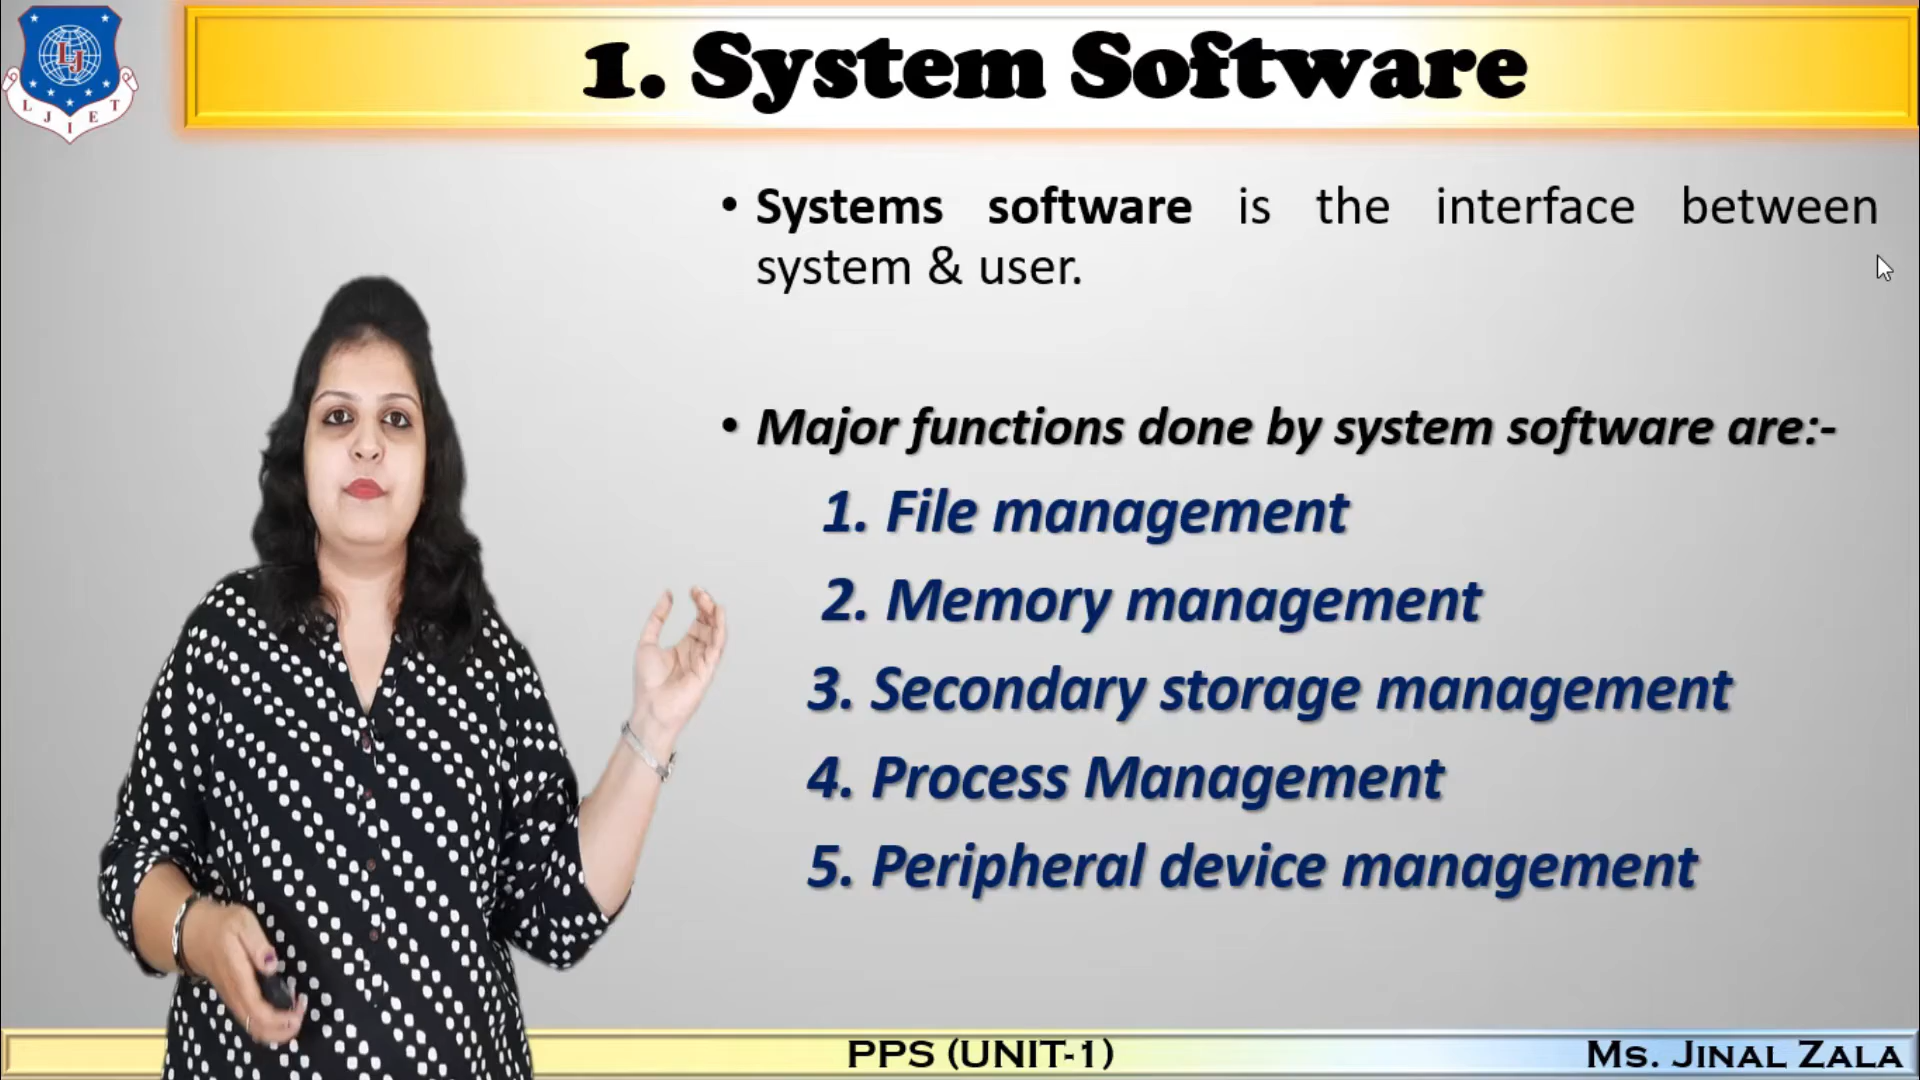 LJ
L J I E T
1. System Software
• Systems software is the interface between
system & user.
• Major functions done by system software are:-
1. File management
2. Memory management
3. Secondary storage management
4. Process Management
5. Peripheral device management
PPS (UNIT-1)
Ms. Jinal Zala